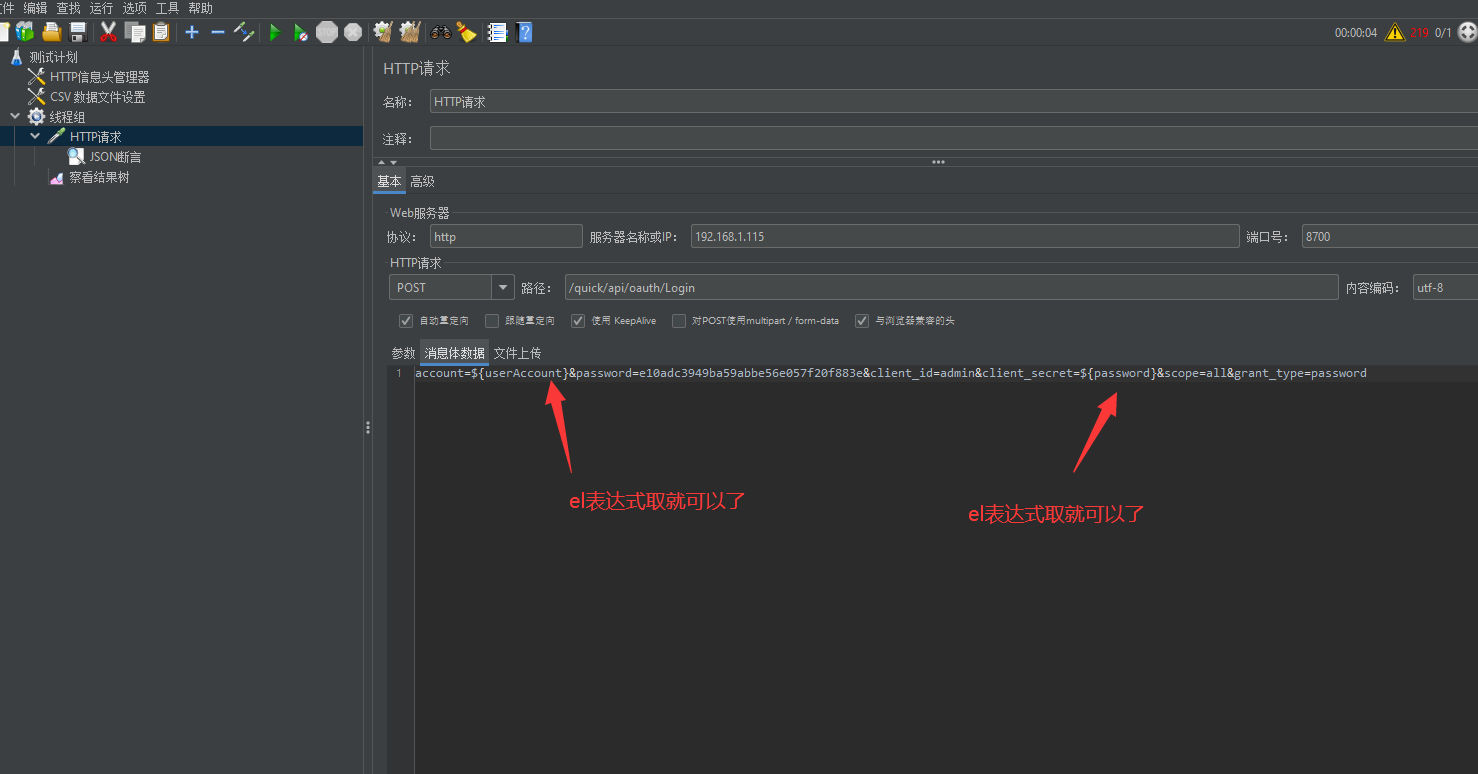 文件 编辑 查找 运行 选项 工具 帮助
STOP
00:00:04 219 0/1
测试计划
HTTP信息头管理器
CSV 数据文件设置
线程组
HTTP请求
JSON断言
察看结果树
HTTP请求
名称： HTTP请求
注释：
基本 高级
Web服务器
协议： http 服务器名称或IP： 192.168.1.115 端口号： 8700
HTTP请求
POST 路径： /quick/api/oauth/Login 内容编码： utf-8
自动重定向 跟随重定向 使用 KeepAlive 对POST使用multipart / form-data 与浏览器兼容的头
参数 消息体数据 文件上传
1 account=${userAccount}&password=e10adc3949ba59abbe56e057f20f883e&client_id=admin&client_secret=${password}&scope=all&grant_type=password
el表达式取就可以了
el表达式取就可以了